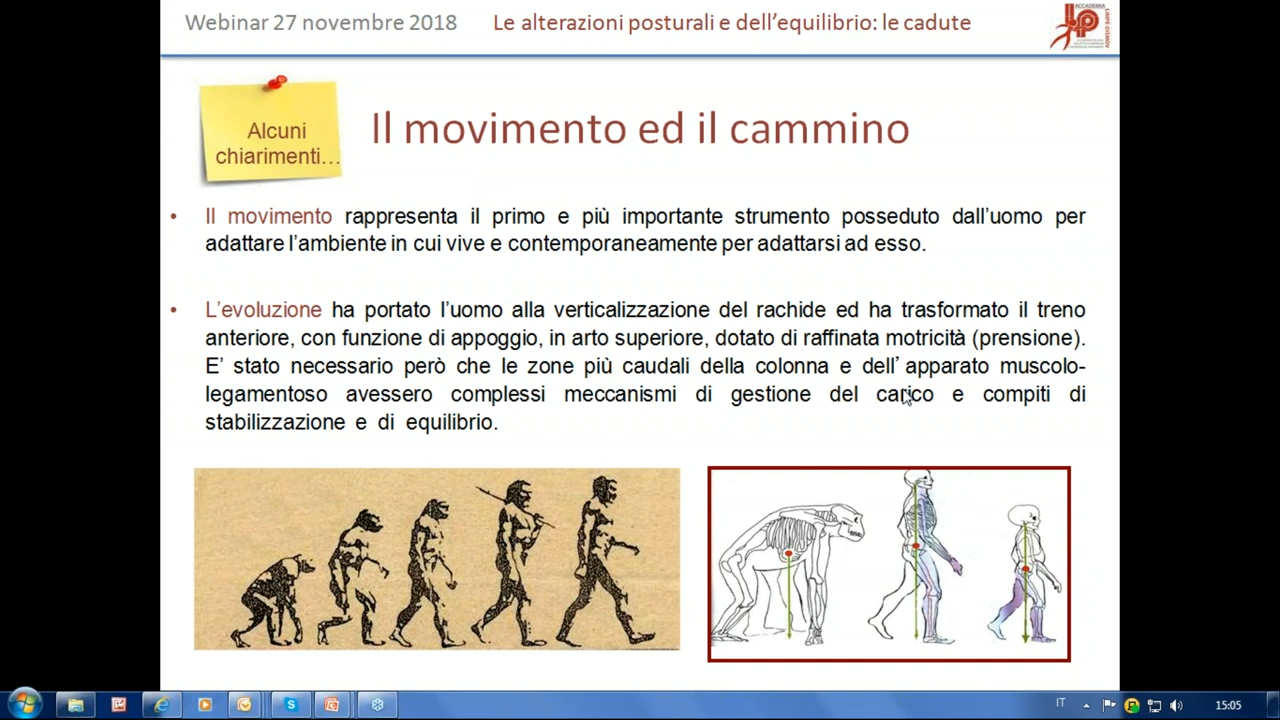 Webinar 27 novembre 2018 Le alterazioni posturali e dell'equilibrio: le cadute
ACCADEMIA
LIMPE-DISMOV
Alcuni
chiarimenti…
Il movimento ed il cammino
• Il movimento rappresenta il primo e più importante strumento posseduto dall'uomo per
adattare l'ambiente in cui vive e contemporaneamente per adattarsi ad esso.
• L'evoluzione ha portato l'uomo alla verticalizzazione del rachide ed ha trasformato il treno
anteriore, con funzione di appoggio, in arto superiore, dotato di raffinata motricità (prensione).
E' stato necessario però che le zone più caudali della colonna e dell' apparato muscolo-
legamentoso avessero complessi meccanismi di gestione del carico e compiti di
stabilizzazione e di equilibrio.
IT
15:05